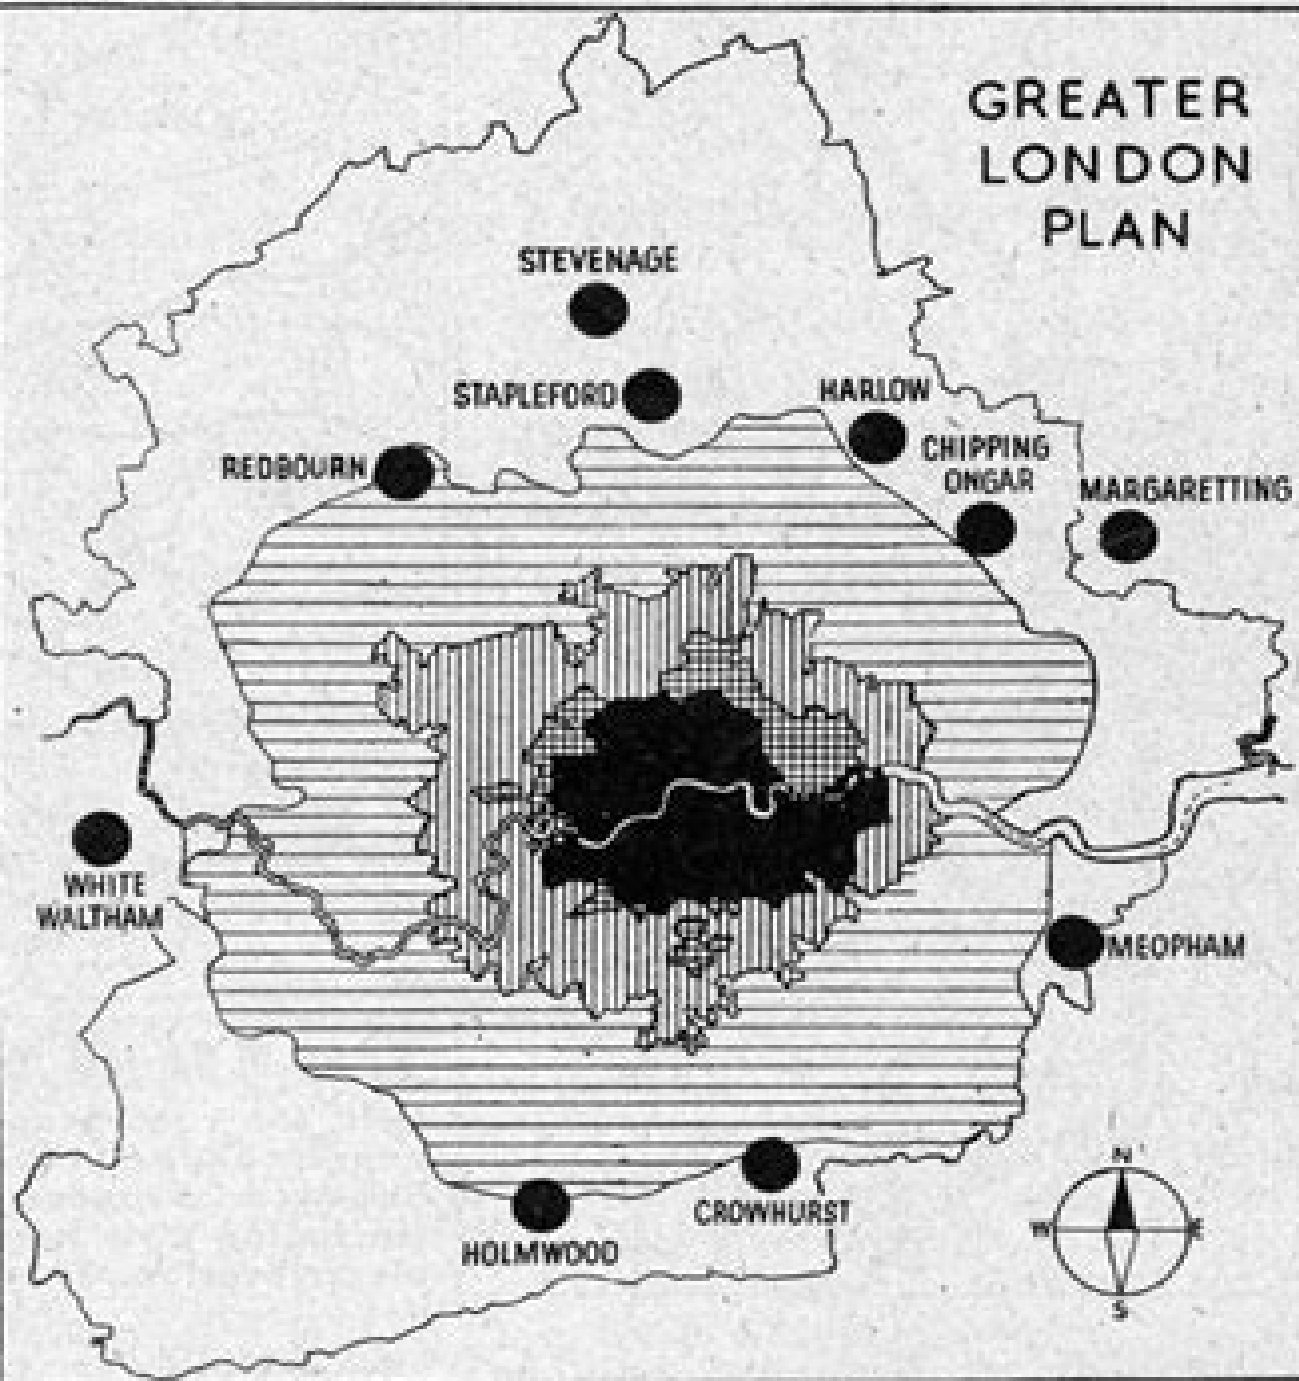 GREATER
LONDON
PLAN
STEVENAGE
STAPLEFORD
HARLOW
REDBOURN
CHIPPING
ONGAR
MARGARETTING
WHITE
WALTHAM
MEOPHAM
CROWHURST
HOLMWOOD
N
W
E
S